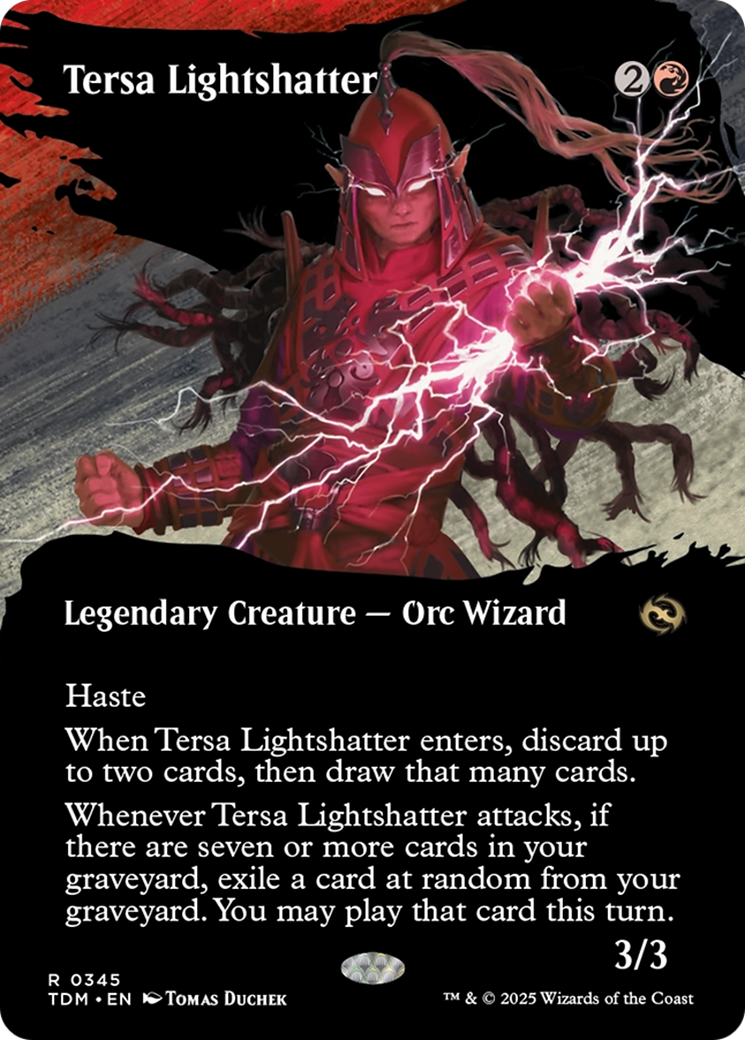 Tersa Lightshatter 2
Legendary Creature — Orc Wizard
Haste
When Tersa Lightshatter enters, discard up
to two cards, then draw that many cards.
Whenever Tersa Lightshatter attacks, if
there are seven or more cards in your
graveyard, exile a card at random from your
graveyard. You may play that card this turn.
3/3
R 0345
TDM • EN Tomas Duchek
™ & © 2025 Wizards of the Coast